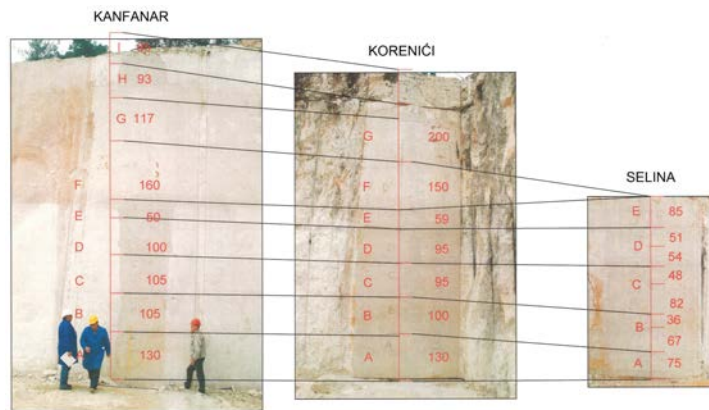 KANFANAR
I
H 93
G 117
F 160
E
D 100
C 105
B 105
A 130
KORENIĆI
G 200
F 150
E 59
D 95
C 95
B 100
A 130
SELINA
E 85
D 51
54
C 48
82
B 36
67
A 75